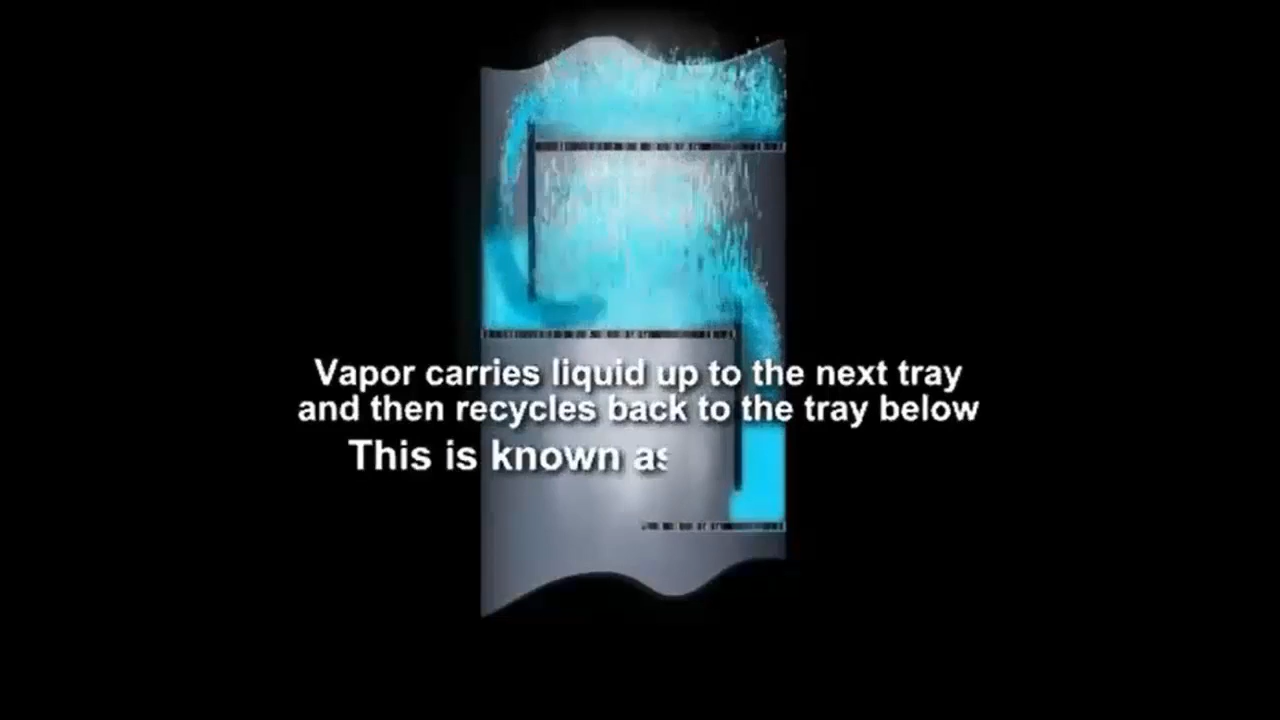 Vapor carries liquid up to the next tray
and then recycles back to the tray below
This is known as